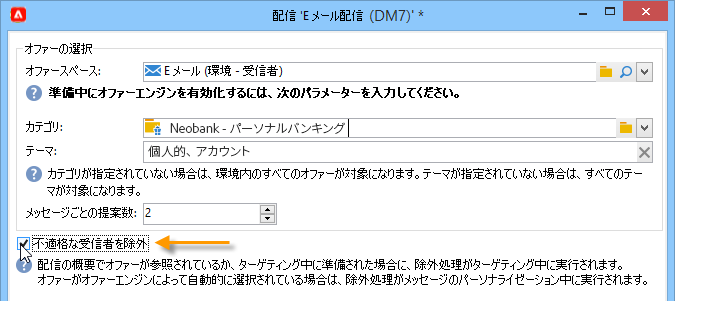 配信 'Eメール配信 (DM7)' *
オファーの選択
オファースペース: Eメール (環境 - 受信者)
準備中にオファーエンジンを有効化するには、次のパラメーターを入力してください。
カテゴリ: Neobank - パーソナルバンキング
テーマ: 個人的、アカウント
カテゴリが指定されていない場合は、環境内のすべてのオファーが対象になります。テーマが指定されていない場合は、すべてのテー
マが対象になります。
メッセージごとの提案数: 2
不適格な受信者を除外
配信の概要でオファーが参照されているか、ターゲティング中に準備された場合に、除外処理がターゲティング中に実行されます。
オファーがオファーエンジンによって自動的に選択されている場合は、除外処理がメッセージのパーソナライゼーション中に実行されます。